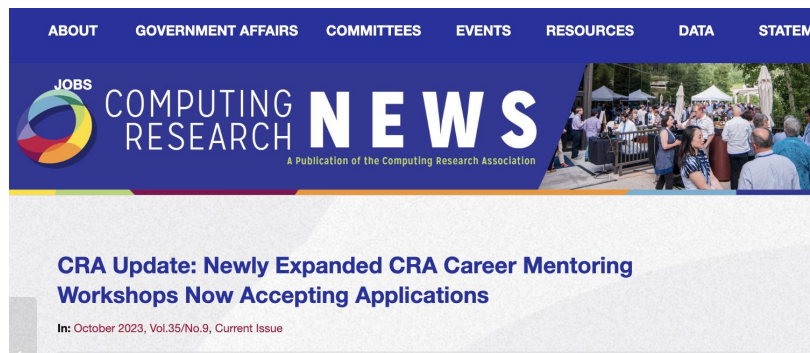 ABOUT GOVERNMENT AFFAIRS COMMITTEES EVENTS RESOURCES DATA STATEM
JOBS
COMPUTING
RESEARCH
NEWS
A Publication of the Computing Research Association
CRA Update: Newly Expanded CRA Career Mentoring
Workshops Now Accepting Applications
In: October 2023, Vol.35/No.9, Current Issue